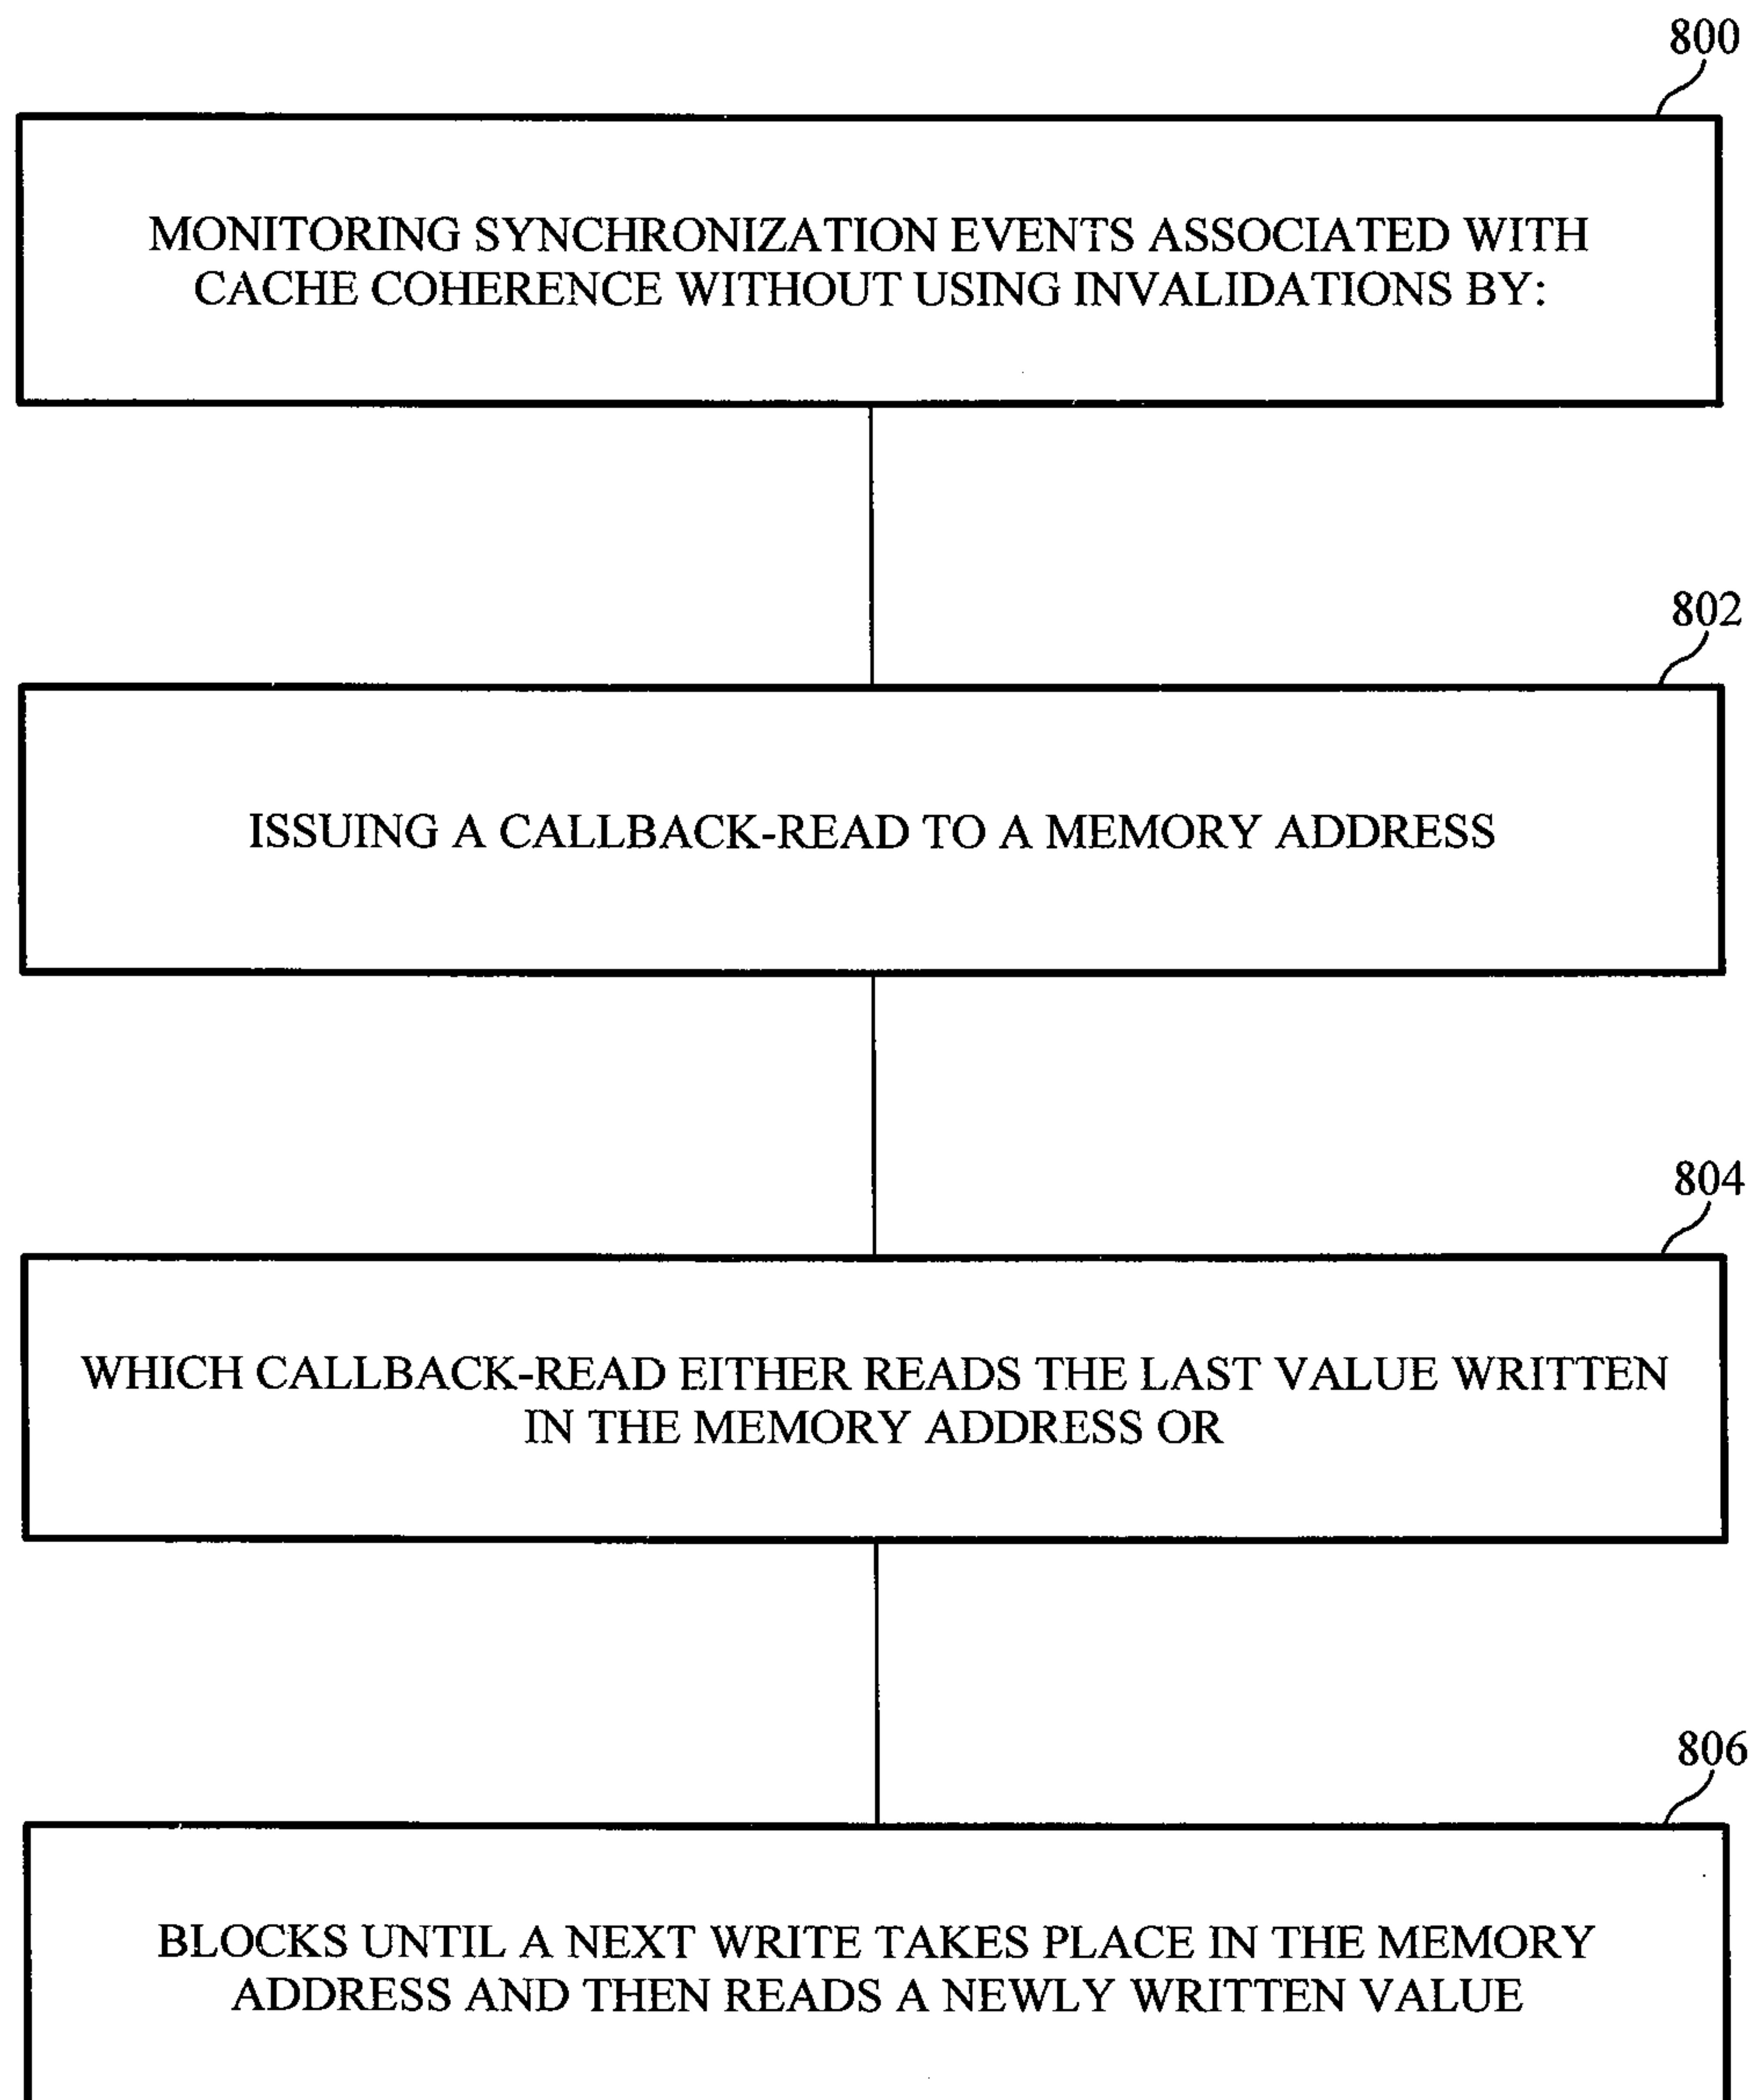 800
MONITORING SYNCHRONIZATION EVENTS ASSOCIATED WITH
CACHE COHERENCE WITHOUT USING INVALIDATIONS BY:
802
ISSUING A CALLBACK-READ TO A MEMORY ADDRESS
804
WHICH CALLBACK-READ EITHER READS THE LAST VALUE WRITTEN
IN THE MEMORY ADDRESS OR
806
BLOCKS UNTIL A NEXT WRITE TAKES PLACE IN THE MEMORY
ADDRESS AND THEN READS A NEWLY WRITTEN VALUE